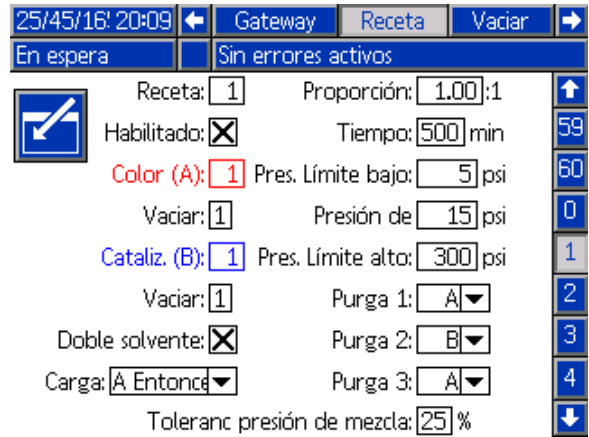 25/45/16! 20:09 Gateway Receta Vaciar
En espera Sin errores activos
Receta: 1 Proporción: 1.00 :1
Habilitado: Tiempo: 500 min 59
Color (A): 1 Pres. Límite bajo: 5 psi 60
Vaciar: 1 Presión de 15 psi 0
Cataliz. (B): 1 Pres. Límite alto: 300 psi 1
Vaciar: 1 Purga 1: A 2
Doble solvente: Purga 2: B 3
Carga: A Entonce Purga 3: A 4
Toleranc presión de mezcla: 25 %